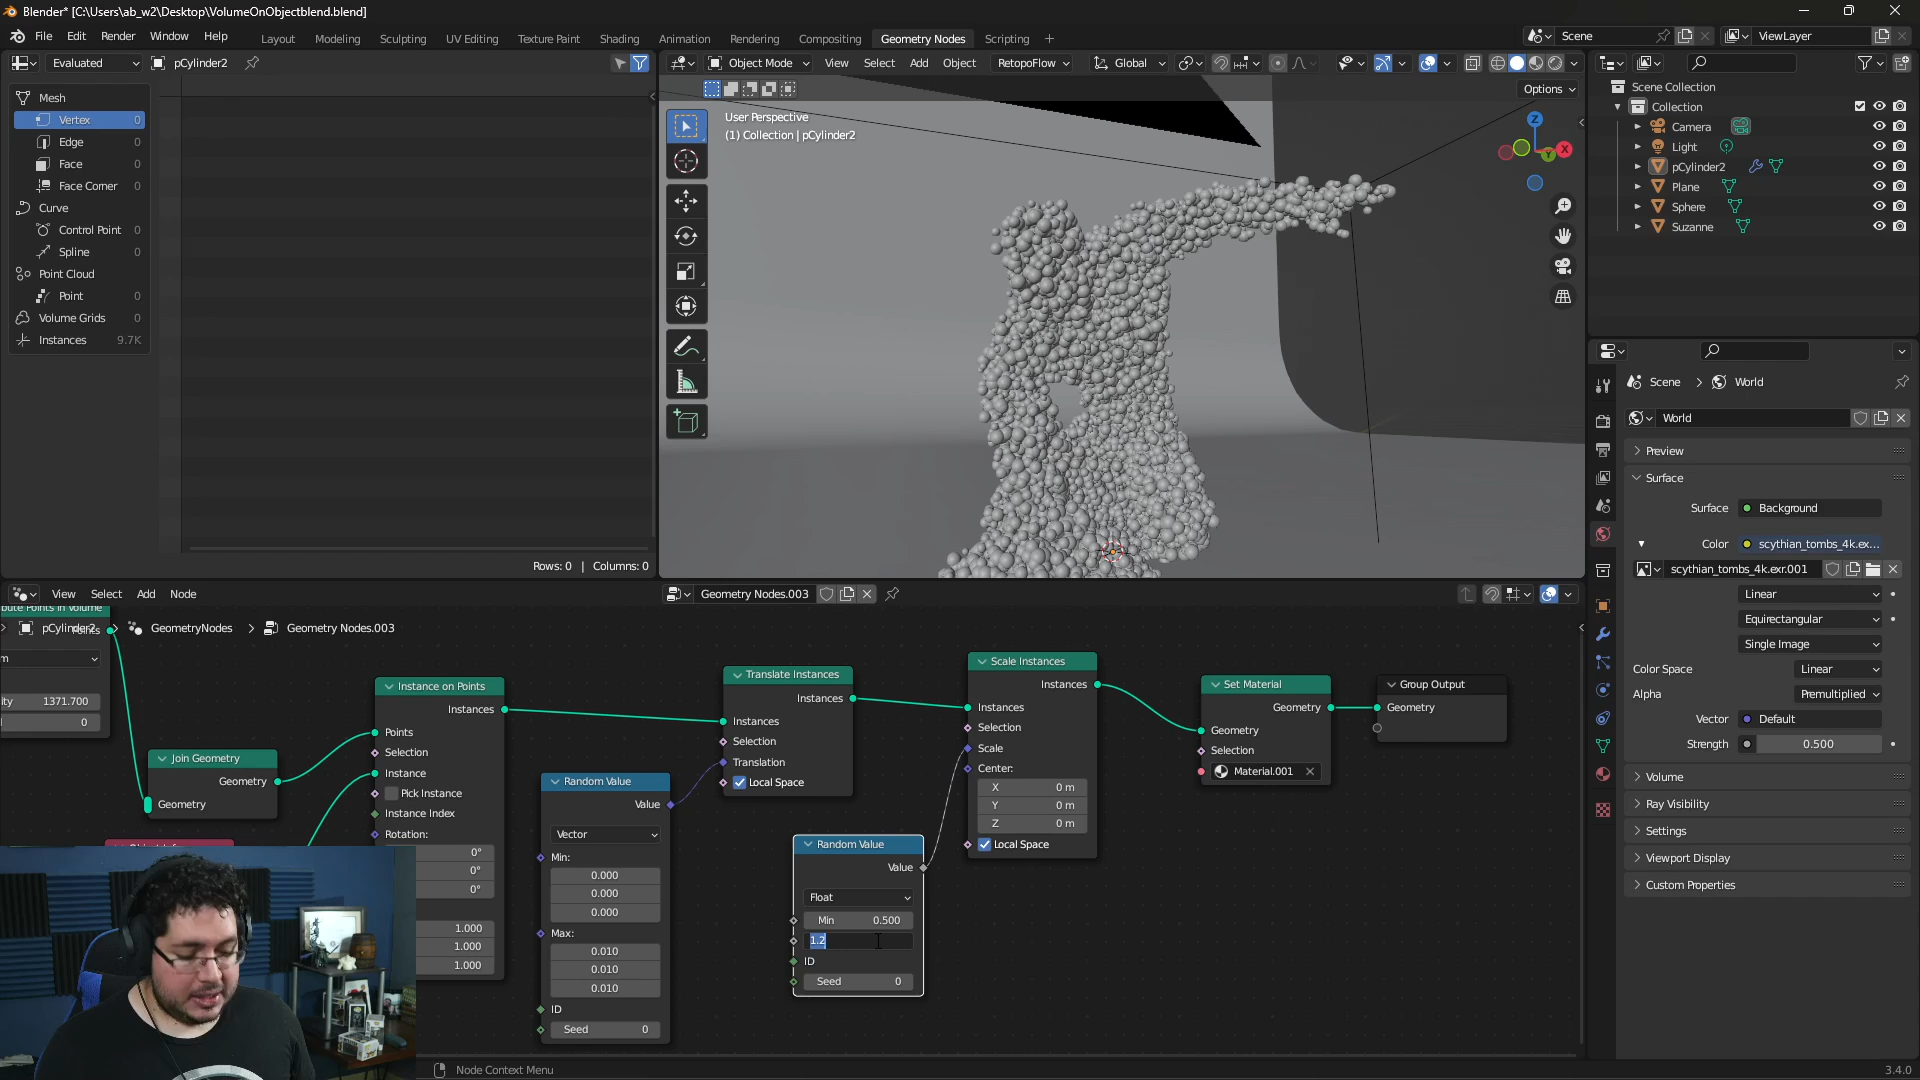 Blender* [C:\Users\ab_w2\Desktop\VolumeOnObjectblend.blend]
File Edit Render Window Help
Layout Modeling Sculpting UV Editing Texture Paint Shading Animation Rendering Compositing Geometry Nodes Scripting
Scene
ViewLayer
Evaluated
pCylinder2
Object Mode
View Select Add Object RetopoFlow
Global
Options
Mesh
Vertex 0
Edge 0
Face 0
Face Corner 0
Curve
Control Point 0
Spline 0
Point Cloud
Point 0
Volume Grids 0
Instances 9.7K
Rows: 0 | Columns: 0
User Perspective
(1) Collection | pCylinder2
Z
X
Y
Scene Collection
Collection
Camera
Light
pCylinder2
Plane
Sphere
Suzanne
Scene > World
World
Preview
Surface
Surface Background
Color scythian_tombs_4k.ex...
scythian_tombs_4k.exr.001
Linear
Equirectangular
Single Image
Color Space Linear
Alpha Premultiplied
Vector Default
Strength 0.500
Volume
Ray Visibility
Settings
Viewport Display
Custom Properties
View Select Add Node
Geometry Nodes.003
pCylinder2 > GeometryNodes > Geometry Nodes.003
bute Points in Volume
m
ity 1371.700
0
Join Geometry
Geometry
Geometry
Instance on Points
Instances
Points
Selection
Instance
Pick Instance
Instance Index
Rotation:
0°
0°
0°
1.000
1.000
1.000
Random Value
Value
Vector
Min:
0.000
0.000
0.000
Max:
0.010
0.010
0.010
ID
Seed 0
Translate Instances
Instances
Instances
Selection
Translation
Local Space
Random Value
Value
Float
Min 0.500
1.2
ID
Seed 0
Scale Instances
Instances
Instances
Selection
Scale
Center:
X 0 m
Y 0 m
Z 0 m
Local Space
Set Material
Geometry
Geometry
Selection
Material.001
Group Output
Geometry
Node Context Menu
3.4.0